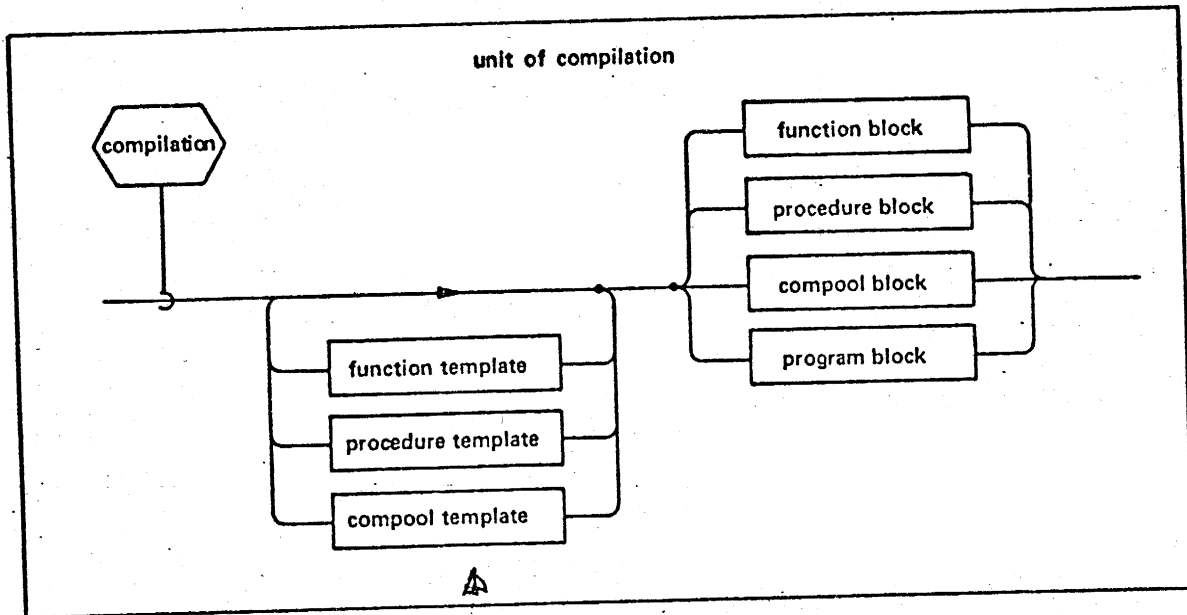 unit of compilation
compilation
function block
procedure block
compool block
program block
function template
procedure template
compool template